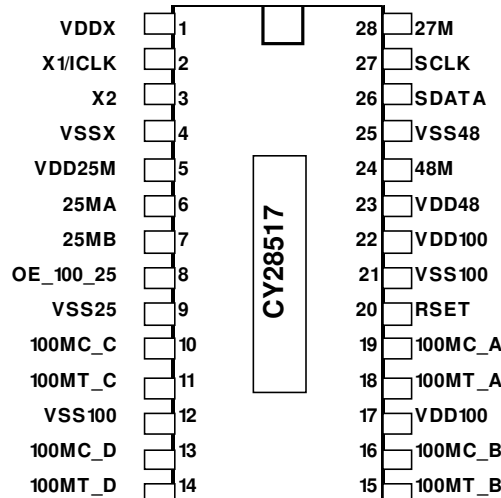 VDDX 1 28 27M
X1/ICLK 2 27 SCLK
X2 3 26 SDATA
VSSX 4 25 VSS48
VDD25M 5 24 48M
25MA 6 23 VDD48
25MB 7 22 VDD100
OE_100_25 8 21 VSS100
VSS25 9 20 RSET
100MC_C 10 19 100MC_A
100MT_C 11 18 100MT_A
VSS100 12 17 VDD100
100MC_D 13 16 100MC_B
100MT_D 14 15 100MT_B
CY28517